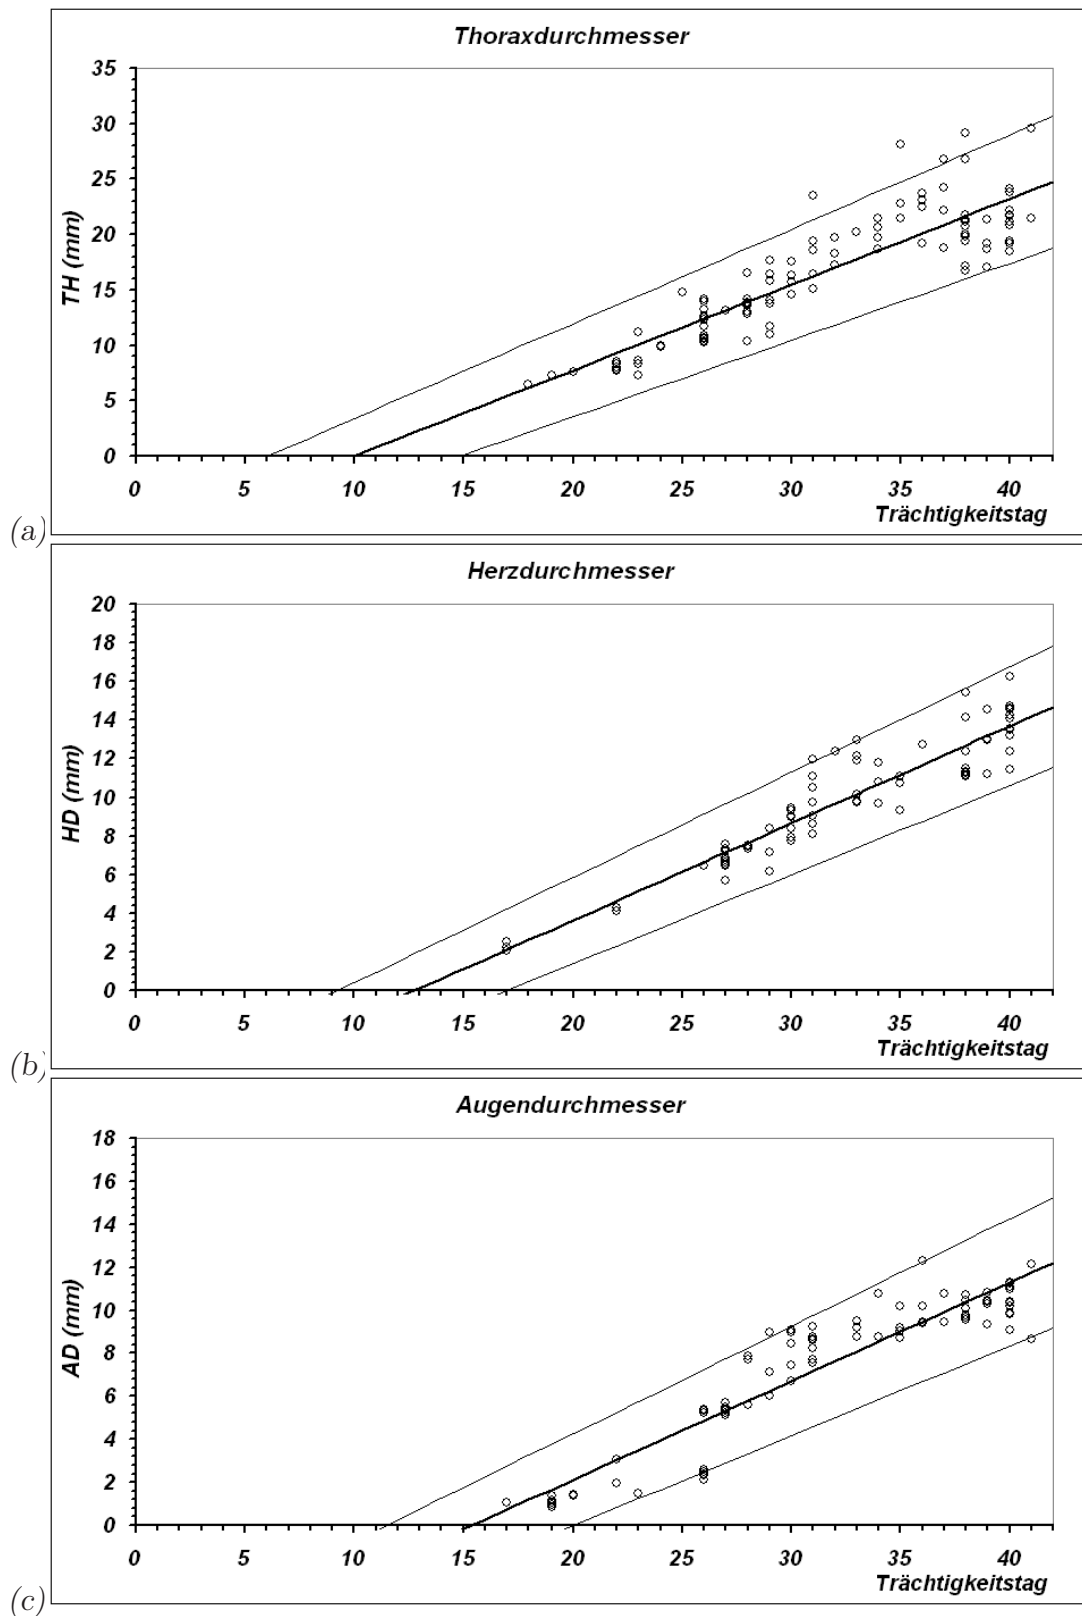 Thoraxdurchmesser
35
30
25
20
15
10
5
0
TH (mm)
0 5 10 15 20 25 30 35 40
Trächtigkeitstag
(a)
Herzdurchmesser
20
18
16
14
12
10
8
6
4
2
0
HD (mm)
0 5 10 15 20 25 30 35 40
Trächtigkeitstag
(b)
Augendurchmesser
18
16
14
12
10
8
6
4
2
0
AD (mm)
0 5 10 15 20 25 30 35 40
Trächtigkeitstag
(c)